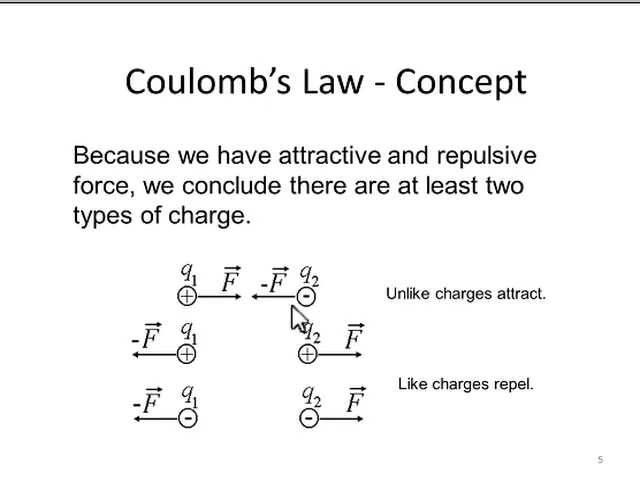 Coulomb's Law - Concept
Because we have attractive and repulsive
force, we conclude there are at least two
types of charge.
q1 F -F q2
+ -
Unlike charges attract.
-F q1 q2 F
+ +
Like charges repel.
-F q1 q2 F
- -
5